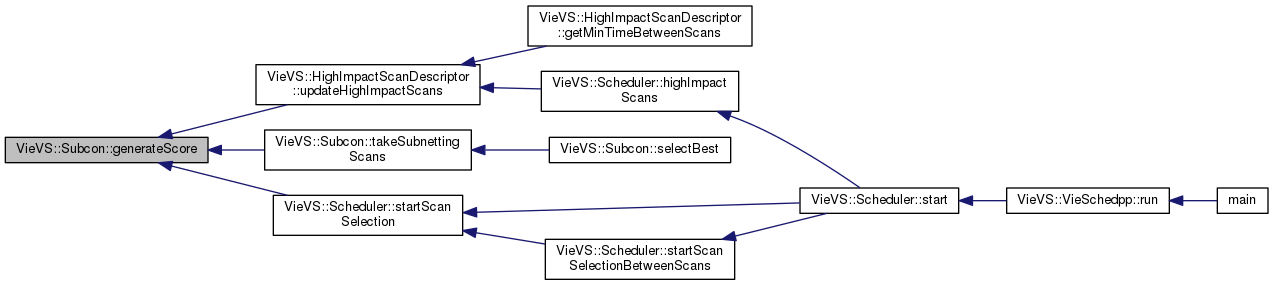 VieVS::HighImpactScanDescriptor
::getMinTimeBetweenScans
VieVS::HighImpactScanDescriptor
::updateHighImpactScans
VieVS::Scheduler::highImpact
Scans
VieVS::Subcon::generateScore
VieVS::Subcon::takeSubnetting
Scans
VieVS::Subcon::selectBest
VieVS::Scheduler::startScan
Selection
VieVS::Scheduler::start
VieVS::VieSchedpp::run
main
VieVS::Scheduler::startScan
SelectionBetweenScans